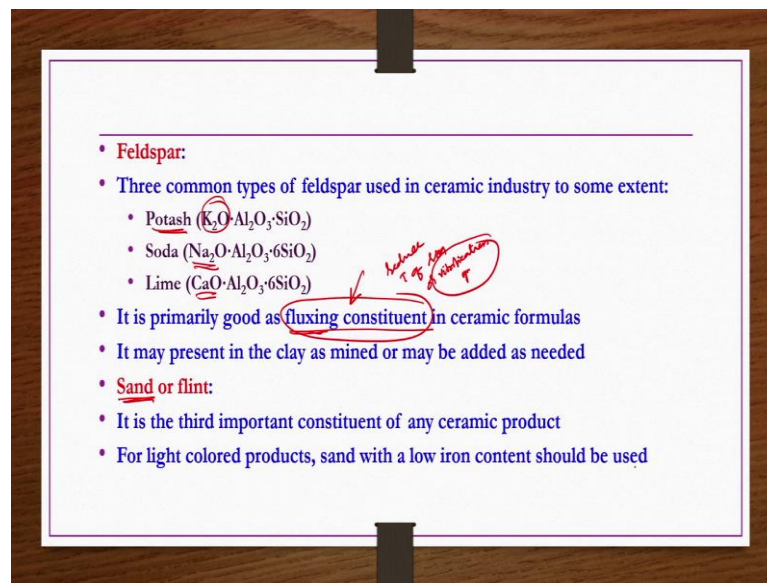 • Feldspar:
• Three common types of feldspar used in ceramic industry to some extent:
• Potash (K₂O·Al₂O₃·SiO₂)
• Soda (Na₂O·Al₂O₃·6SiO₂)
• Lime (CaO·Al₂O₃·6SiO₂)
reduce
T of
vitrification
• It is primarily good as fluxing constituent in ceramic formulas
• It may present in the clay as mined or may be added as needed
• Sand or flint:
• It is the third important constituent of any ceramic product
• For light colored products, sand with a low iron content should be used